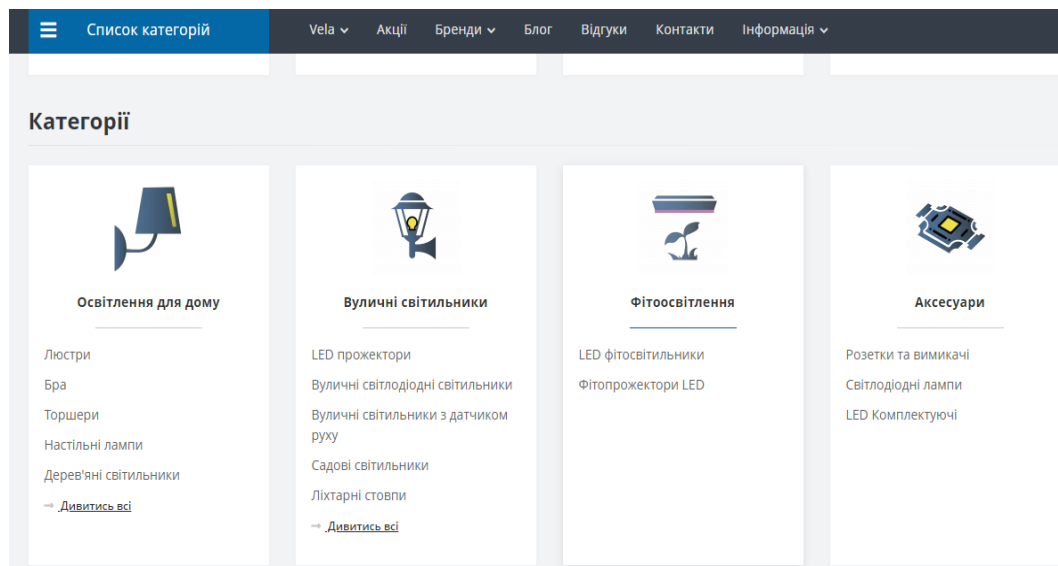 Список категорій
Vela
Акції
Бренди
Блог
Відгуки
Контакти
Інформація
Категорії
Освітлення для дому
Люстри
Бра
Торшери
Настільні лампи
Дерев'яні світильники
→ Дивитись всі
Вуличні світильники
LED прожектори
Вуличні світлодіодні світильники
Вуличні світильники з датчиком
руху
Садові світильники
Ліхтарні стовпи
→ Дивитись всі
Фітоосвітлення
LED фітосвітильники
Фітопрожектори LED
Аксесуари
Розетки та вимикачі
Світлодіодні лампи
LED Комплектуючі